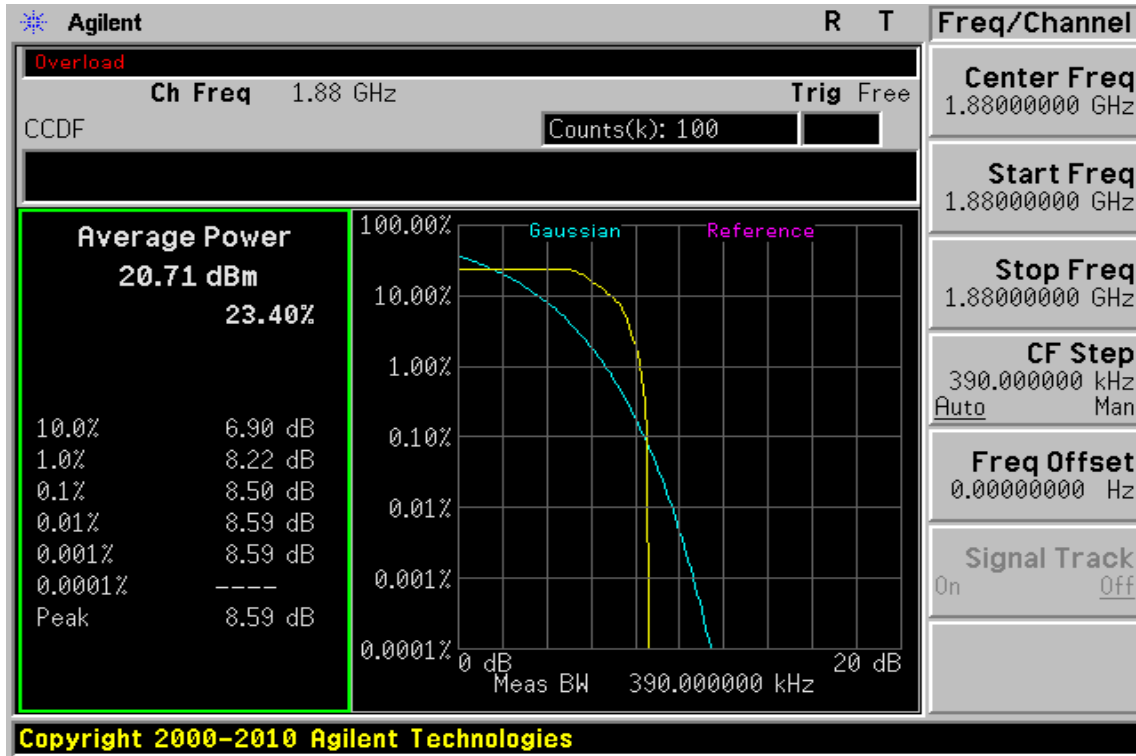 Agilent R T
Overload
Ch Freq 1.88 GHz Trig Free
CCDF Counts(k): 100
Average Power
20.71 dBm
23.40%
10.0% 6.90 dB
1.0% 8.22 dB
0.1% 8.50 dB
0.01% 8.59 dB
0.001% 8.59 dB
0.0001% ----
Peak 8.59 dB
Gaussian Reference
100.00%
10.00%
1.00%
0.10%
0.01%
0.001%
0.0001%
0 dB 20 dB
Meas BW 390.000000 kHz
Freq/Channel
Center Freq
1.88000000 GHz
Start Freq
1.88000000 GHz
Stop Freq
1.88000000 GHz
CF Step
390.000000 kHz
Auto Man
Freq Offset
0.00000000 Hz
Signal Track
On Off
Copyright 2000-2010 Agilent Technologies